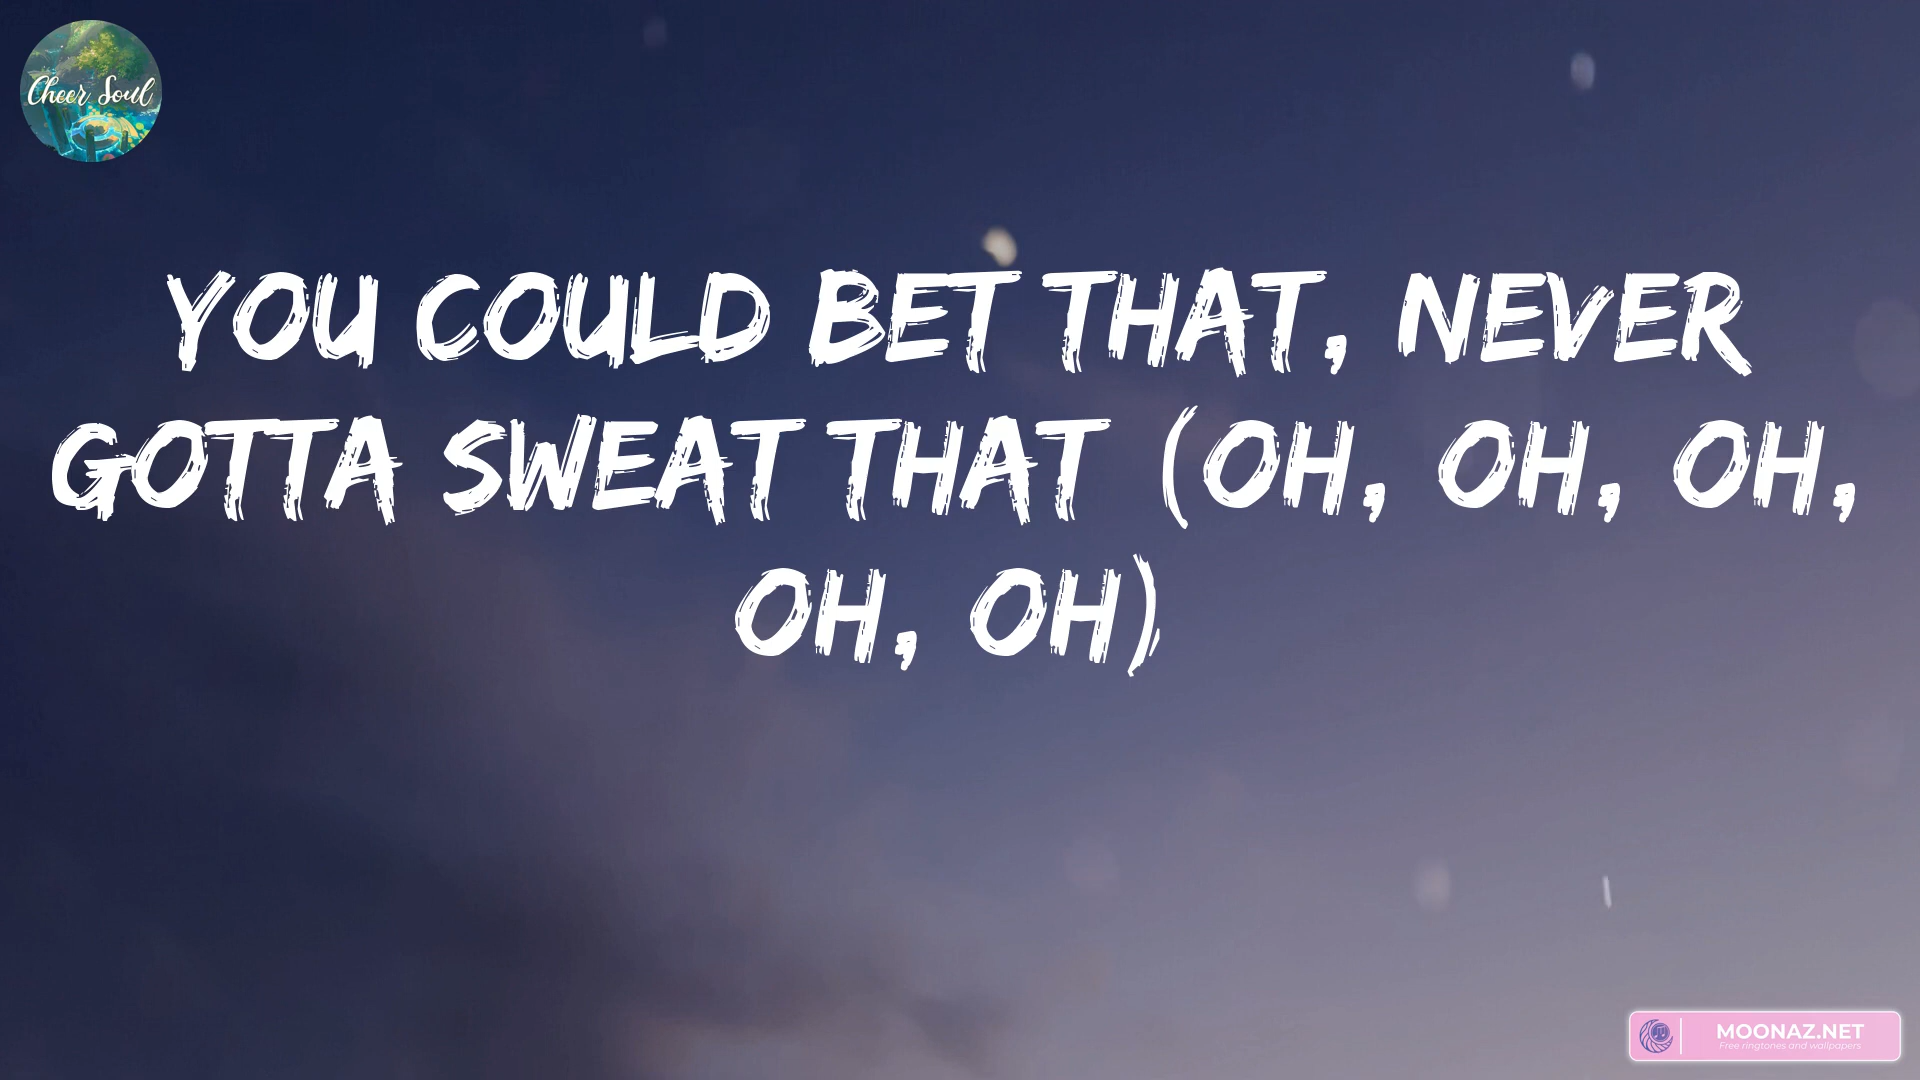 Cheer Soul
YOU COULD BET THAT, NEVER
GOTTA SWEAT THAT (OH, OH, OH,
OH, OH)
MOONAZ.NET
Free ringtones and wallpapers